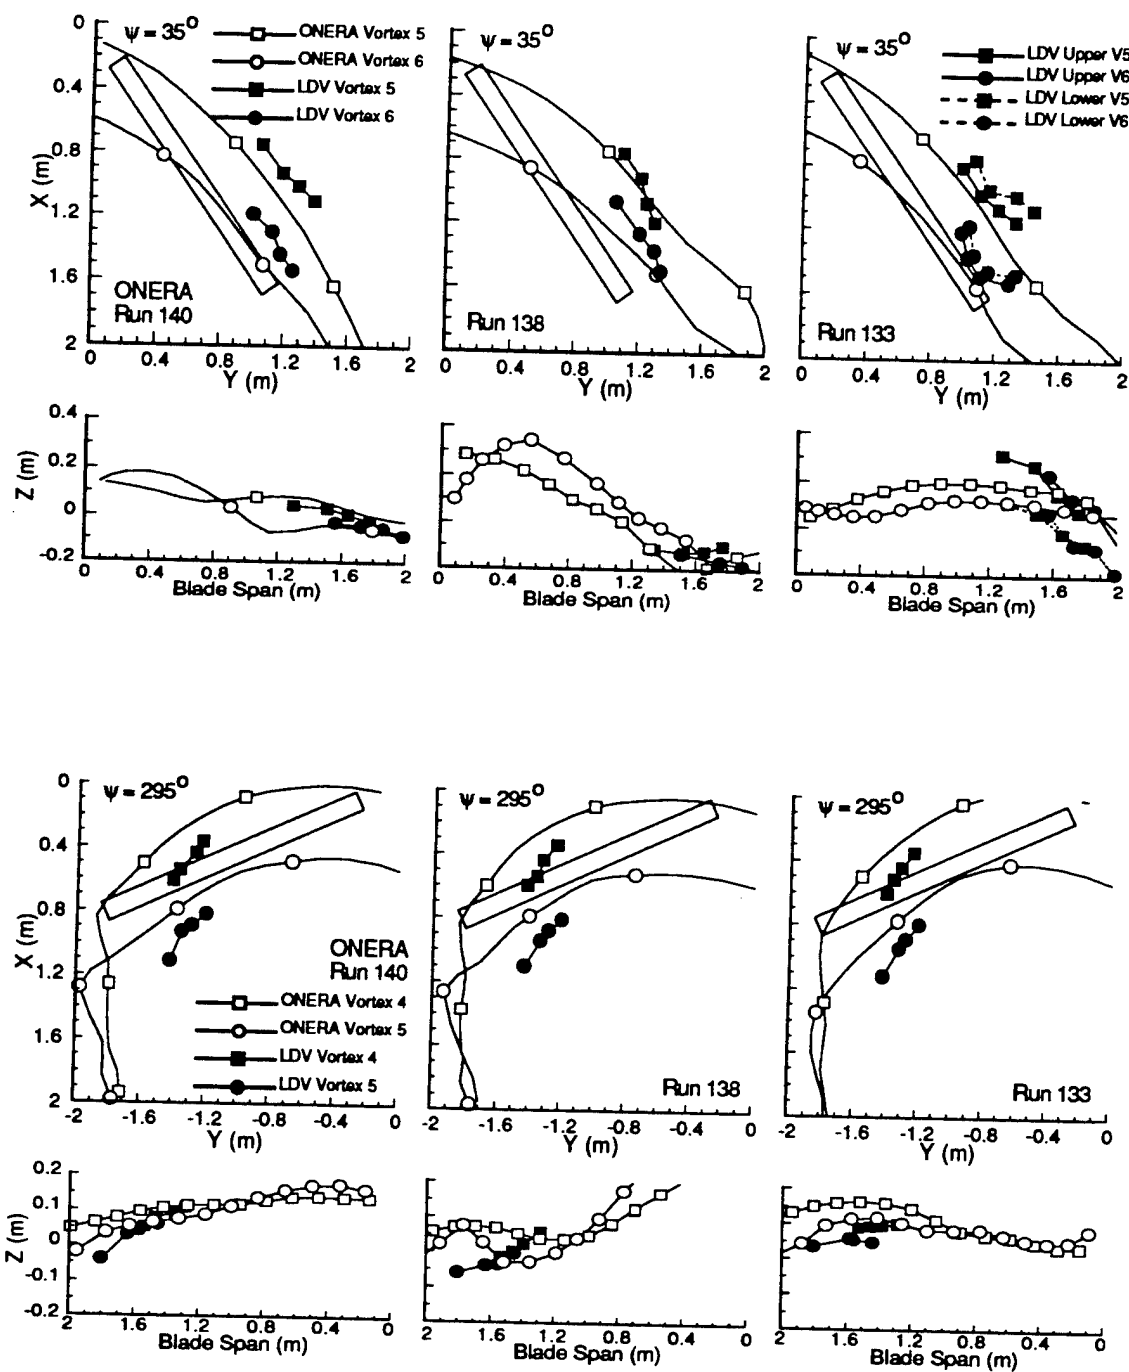 ψ = 35°
ONERA Vortex 5
ONERA Vortex 6
LDV Vortex 5
LDV Vortex 6
0
0.4
0.8
1.2
1.6
2
X (m)
ONERA
Run 140
0 0.4 0.8 1.2 1.6 2
Y (m)
ψ = 35°
Run 138
0 0.4 0.8 1.2 1.6 2
Y (m)
ψ = 35°
LDV Upper V5
LDV Upper V6
LDV Lower V5
LDV Lower V6
Run 133
0 0.4 0.8 1.2 1.6 2
Y (m)
0.4
0.2
0
-0.2
Z (m)
0 0.4 0.8 1.2 1.6 2
Blade Span (m)
0 0.4 0.8 1.2 1.6 2
Blade Span (m)
0 0.4 0.8 1.2 1.6 2
Blade Span (m)
ψ = 295°
0
0.4
0.8
1.2
1.6
2
X (m)
ONERA
Run 140
ONERA Vortex 4
ONERA Vortex 5
LDV Vortex 4
LDV Vortex 5
-2 -1.6 -1.2 -0.8 -0.4 0
Y (m)
ψ = 295°
Run 138
-2 -1.6 -1.2 -0.8 -0.4 0
Y (m)
ψ = 295°
Run 133
-2 -1.6 -1.2 -0.8 -0.4 0
Y (m)
0.2
0.1
0
-0.1
-0.2
Z (m)
2 1.6 1.2 0.8 0.4 0
Blade Span (m)
2 1.6 1.2 0.8 0.4 0
Blade Span (m)
2 1.6 1.2 0.8 0.4 0
Blade Span (m)